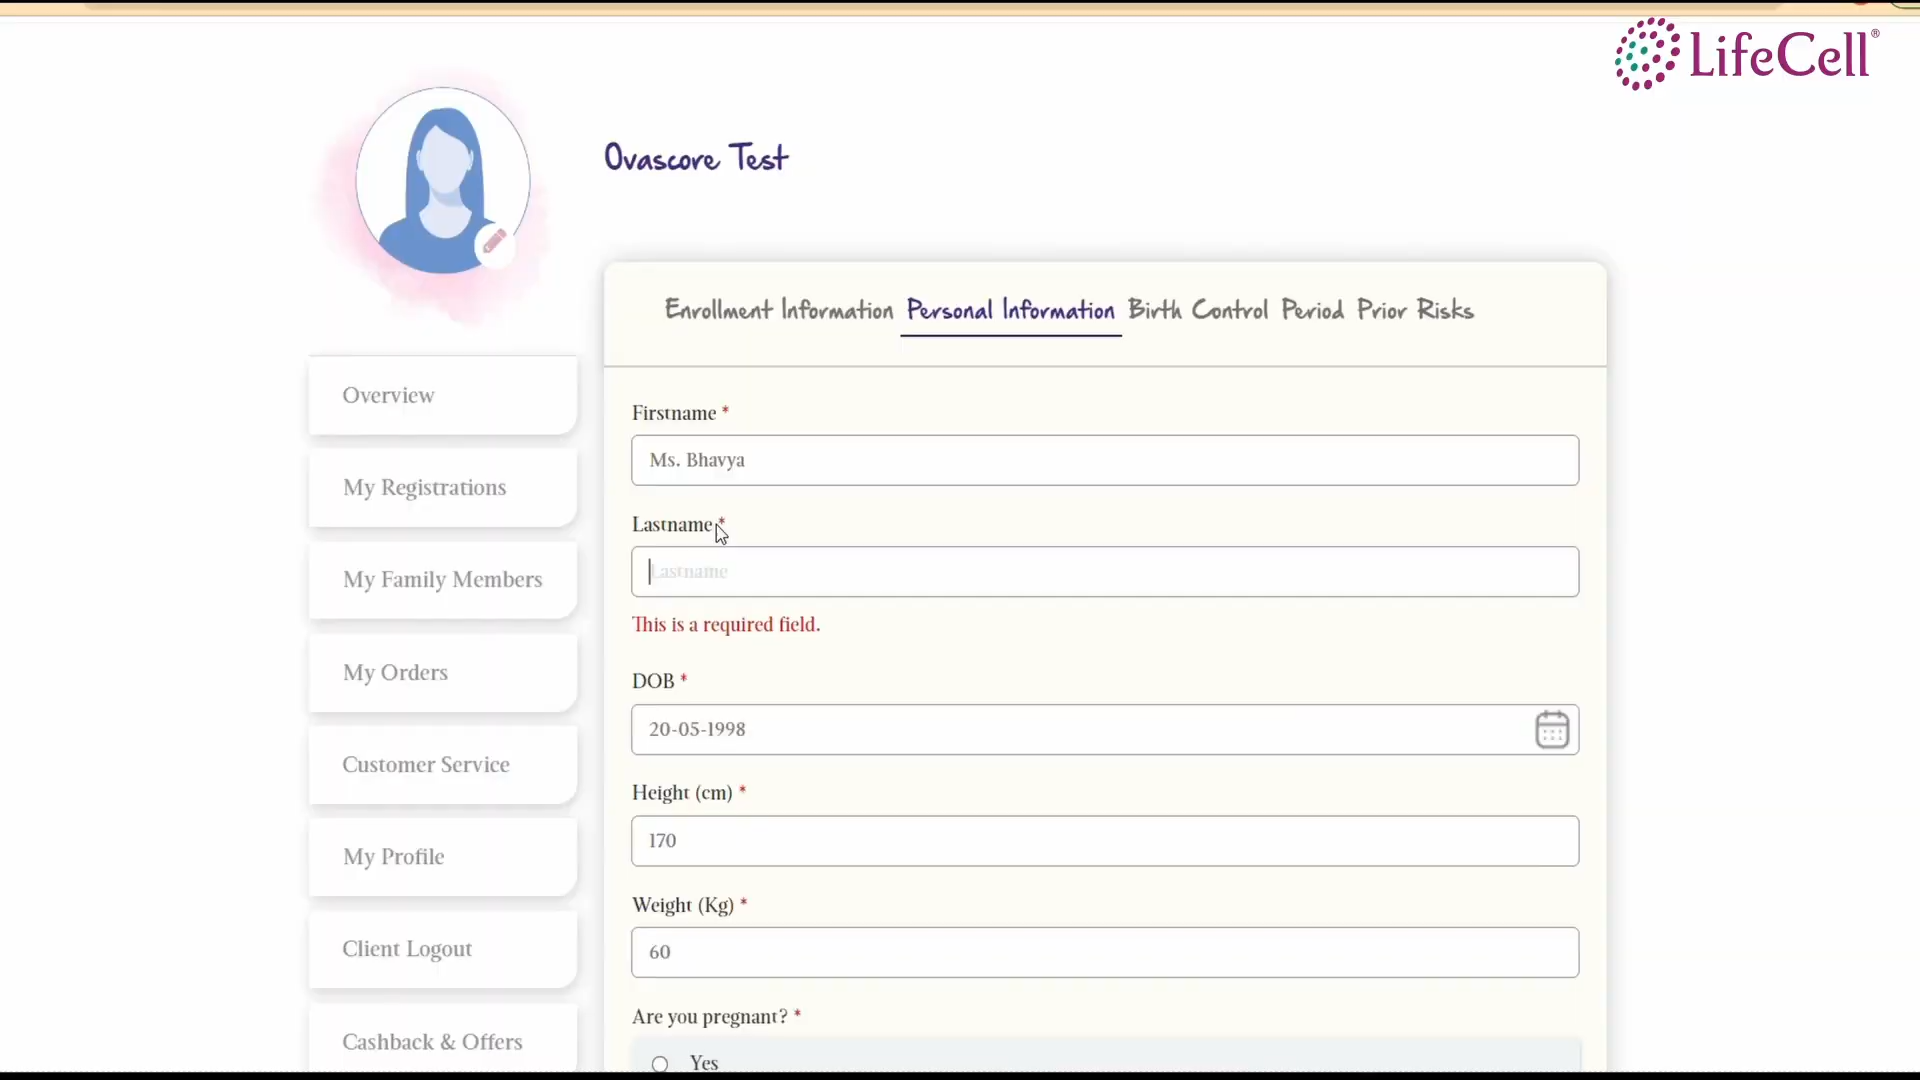 LifeCell®
Ovascore Test
Enrollment Information Personal Information Birth Control Period Prior Risks
Overview
My Registrations
My Family Members
My Orders
Customer Service
My Profile
Client Logout
Cashback & Offers
Firstname *
Ms. Bhavya
Lastname *
Lastname
This is a required field.
DOB *
20-05-1998
Height (cm) *
170
Weight (Kg) *
60
Are you pregnant? *
Yes